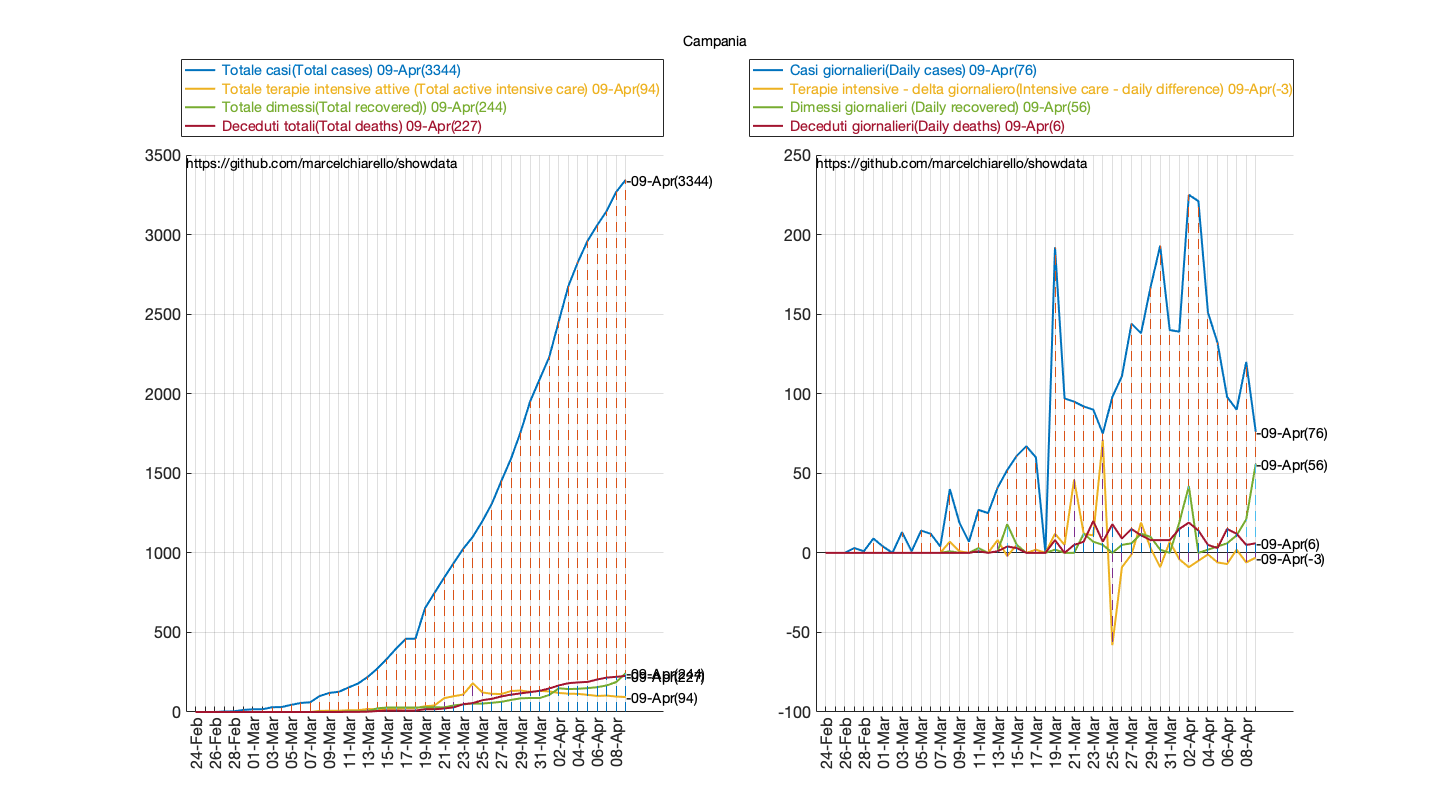 Campania
Totale casi(Total cases) 09-Apr(3344)
Totale terapie intensive attive (Total active intensive care) 09-Apr(94)
Totale dimessi(Total recovered)) 09-Apr(244)
Deceduti totali(Total deaths) 09-Apr(227)
3500
3000
2500
2000
1500
1000
500
0
https://github.com/marcelchiarello/showdata
-09-Apr(3344)
-09-Apr(244)
-09-Apr(227)
-09-Apr(94)
24-Feb
26-Feb
28-Feb
01-Mar
03-Mar
05-Mar
07-Mar
09-Mar
11-Mar
13-Mar
15-Mar
17-Mar
19-Mar
21-Mar
23-Mar
25-Mar
27-Mar
29-Mar
31-Mar
02-Apr
04-Apr
06-Apr
08-Apr
Casi giornalieri(Daily cases) 09-Apr(76)
Terapie intensive - delta giornaliero(Intensive care - daily difference) 09-Apr(-3)
Dimessi giornalieri (Daily recovered) 09-Apr(56)
Deceduti giornalieri(Daily deaths) 09-Apr(6)
250
200
150
100
50
0
-50
-100
https://github.com/marcelchiarello/showdata
-09-Apr(76)
-09-Apr(56)
-09-Apr(6)
-09-Apr(-3)
24-Feb
26-Feb
28-Feb
01-Mar
03-Mar
05-Mar
07-Mar
09-Mar
11-Mar
13-Mar
15-Mar
17-Mar
19-Mar
21-Mar
23-Mar
25-Mar
27-Mar
29-Mar
31-Mar
02-Apr
04-Apr
06-Apr
08-Apr